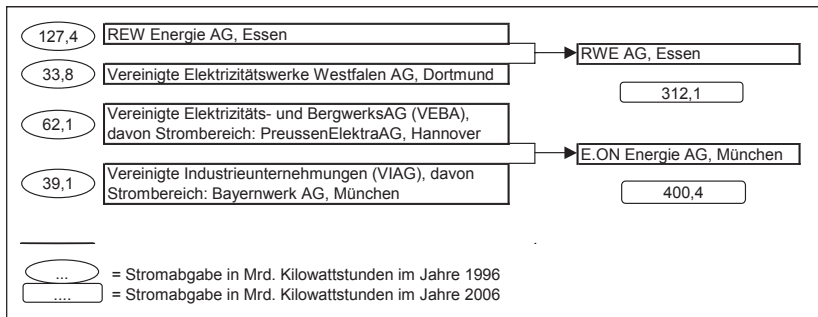 127,4
REW Energie AG, Essen
33,8
Vereinigte Elektrizitätswerke Westfalen AG, Dortmund
RWE AG, Essen
312,1
62,1
Vereinigte Elektrizitäts- und BergwerksAG (VEBA),
davon Strombereich: PreussenElektraAG, Hannover
39,1
Vereinigte Industrieunternehmungen (VIAG), davon
Strombereich: Bayernwerk AG, München
E.ON Energie AG, München
400,4
... = Stromabgabe in Mrd. Kilowattstunden im Jahre 1996
.... = Stromabgabe in Mrd. Kilowattstunden im Jahre 2006